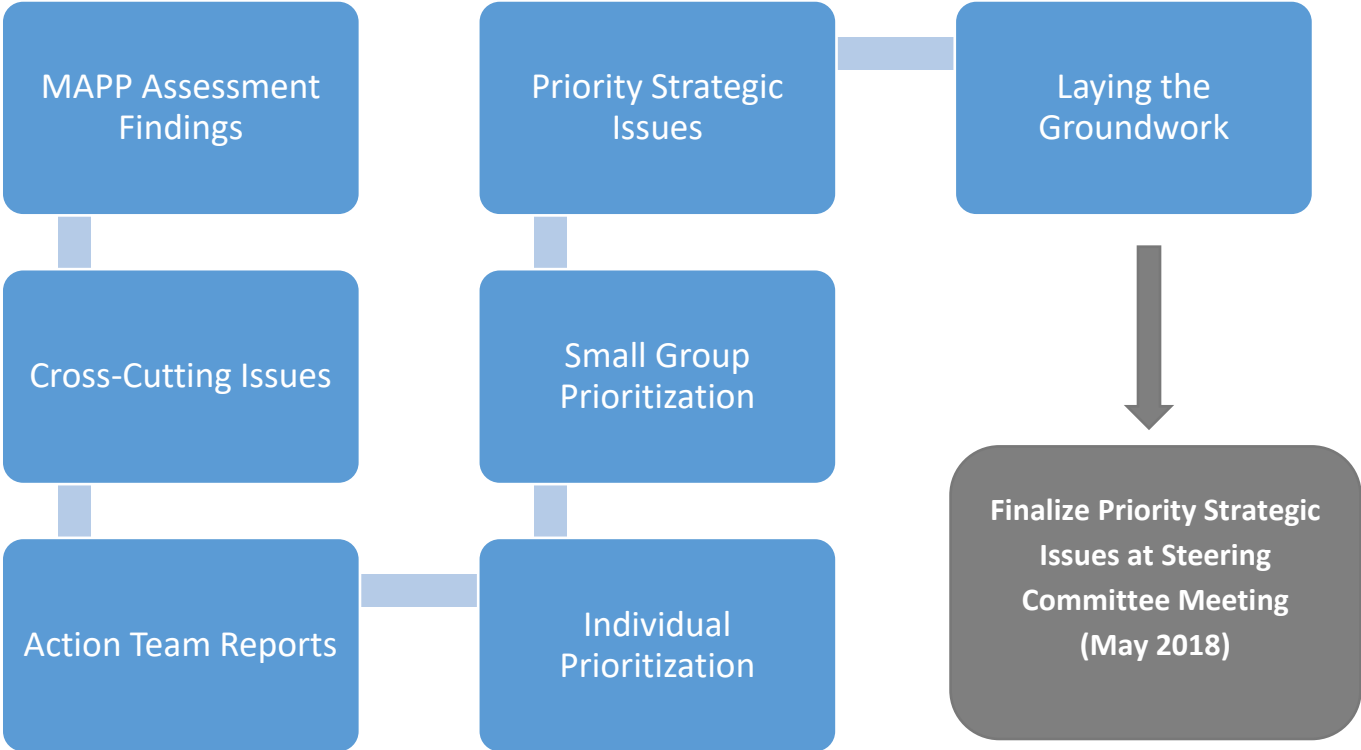 MAPP Assessment
Findings
Cross-Cutting Issues
Action Team Reports
Individual
Prioritization
Small Group
Prioritization
Priority Strategic
Issues
Laying the
Groundwork
Finalize Priority Strategic
Issues at Steering
Committee Meeting
(May 2018)